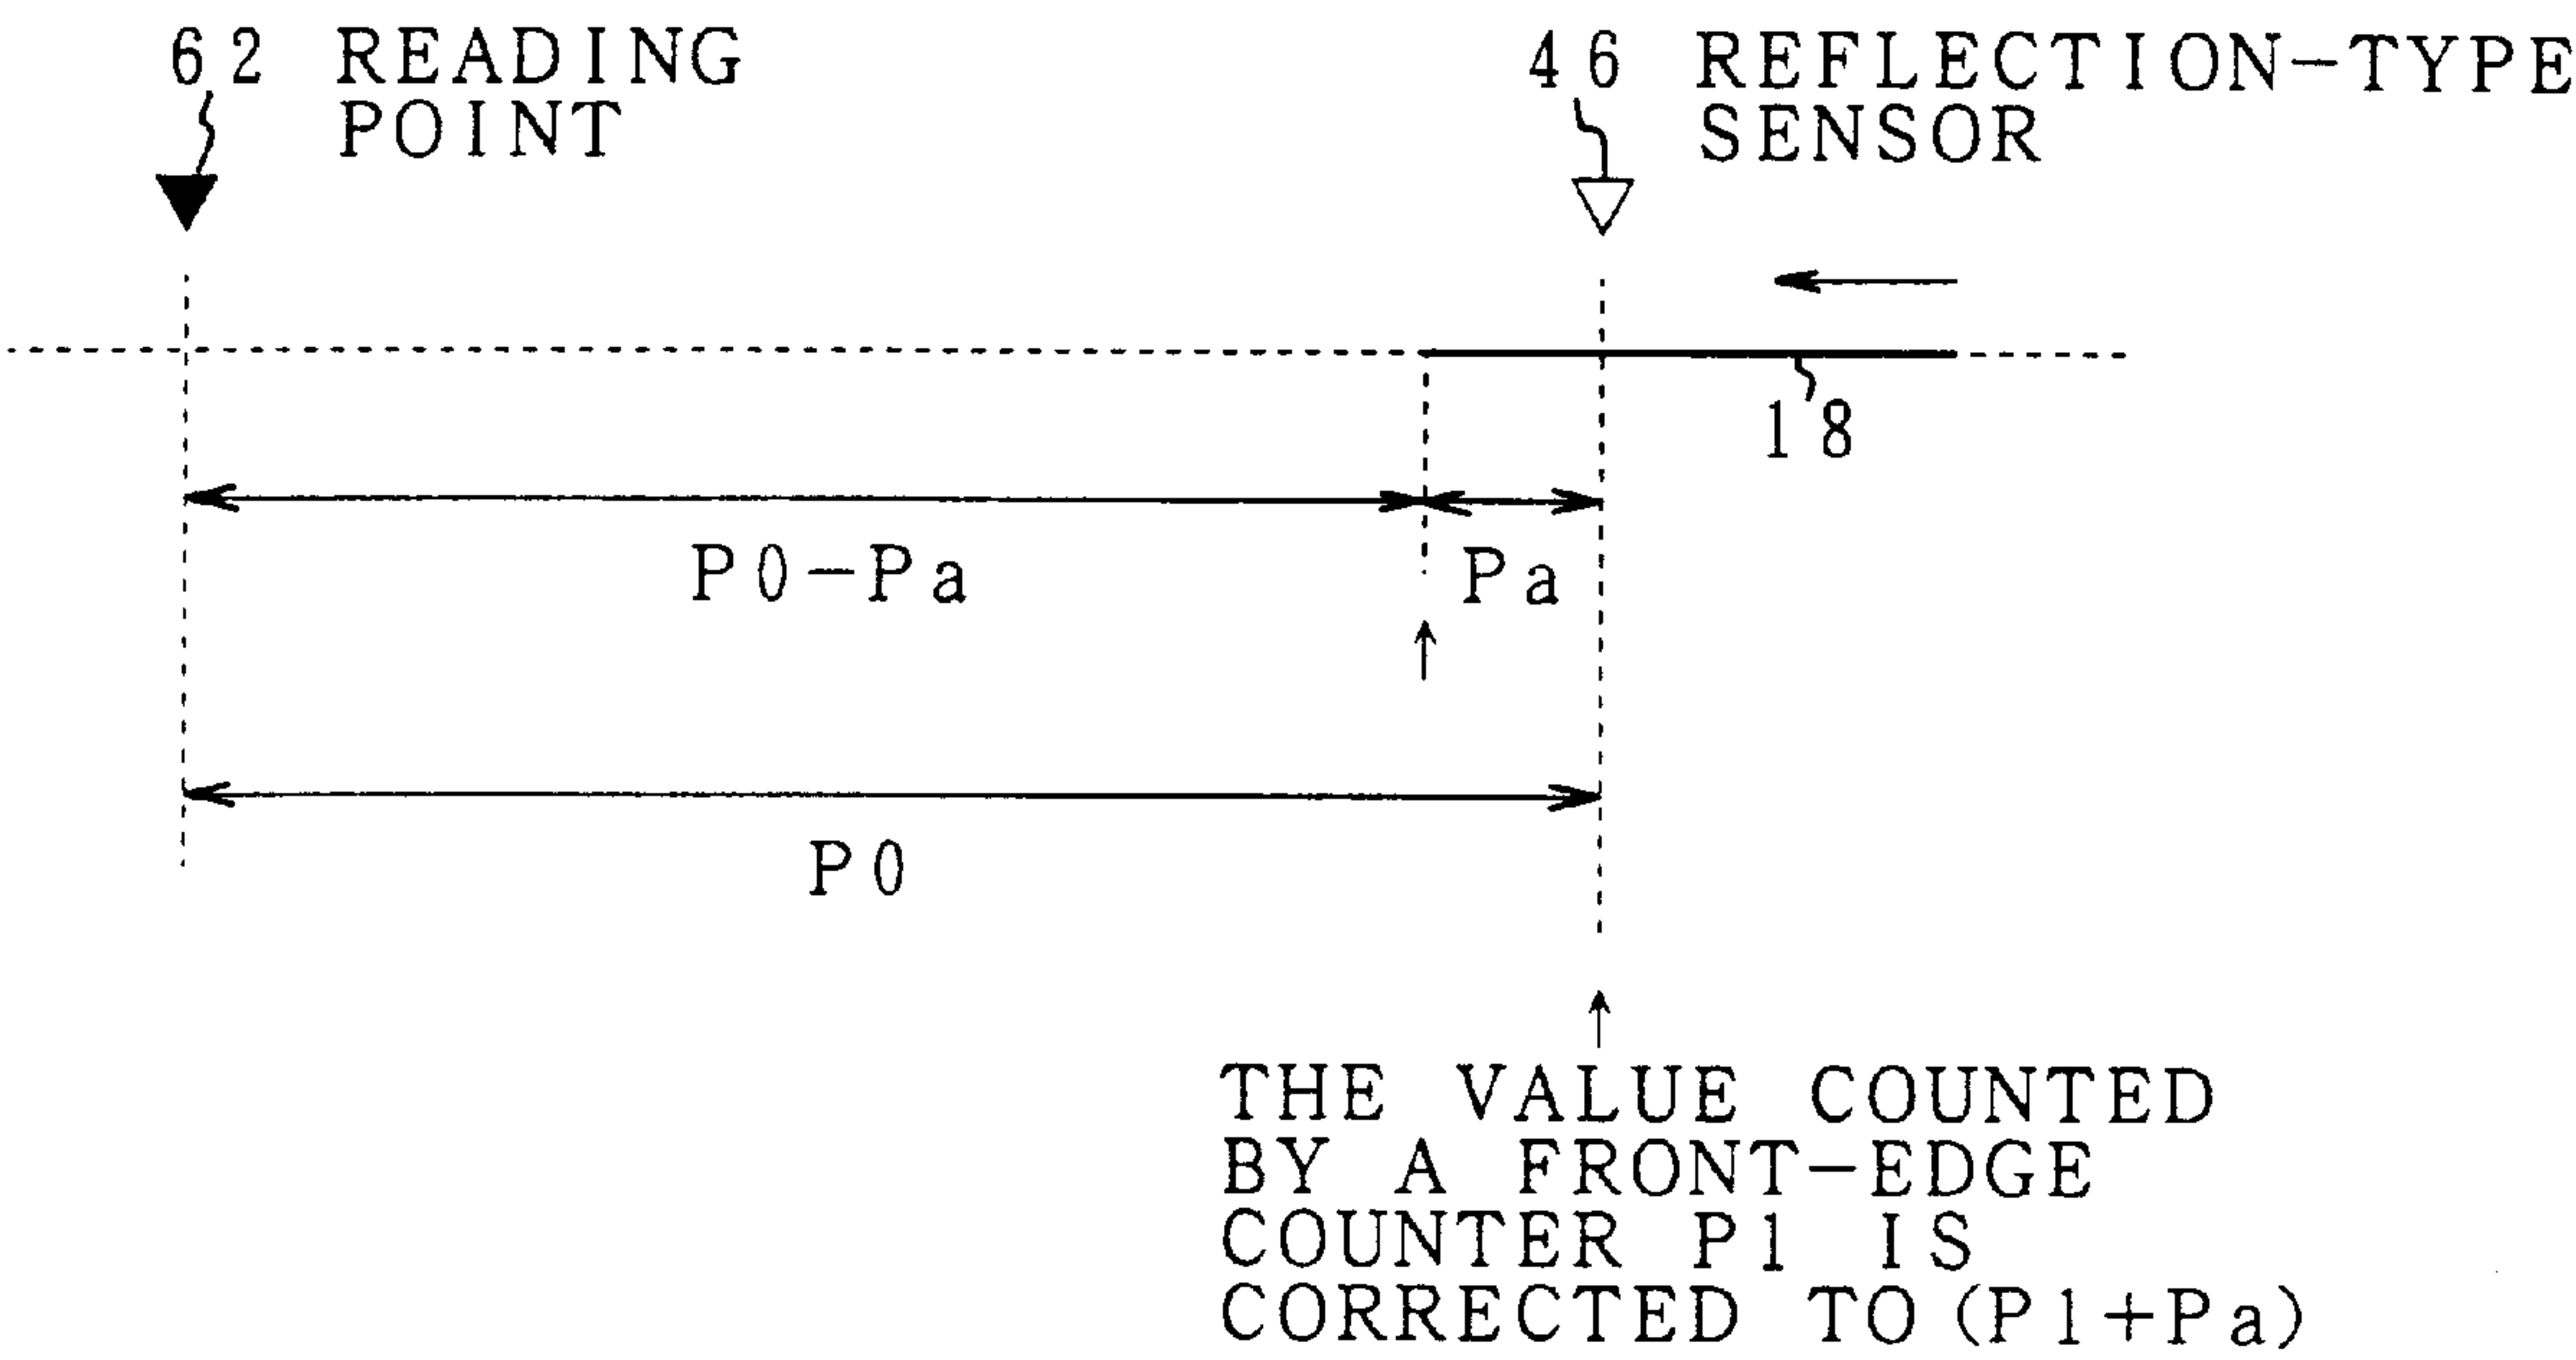 62 READING
POINT
46 REFLECTION-TYPE
SENSOR
18
P0-Pa
Pa
P0
THE VALUE COUNTED
BY A FRONT-EDGE
COUNTER P1 IS
CORRECTED TO (P1+Pa)